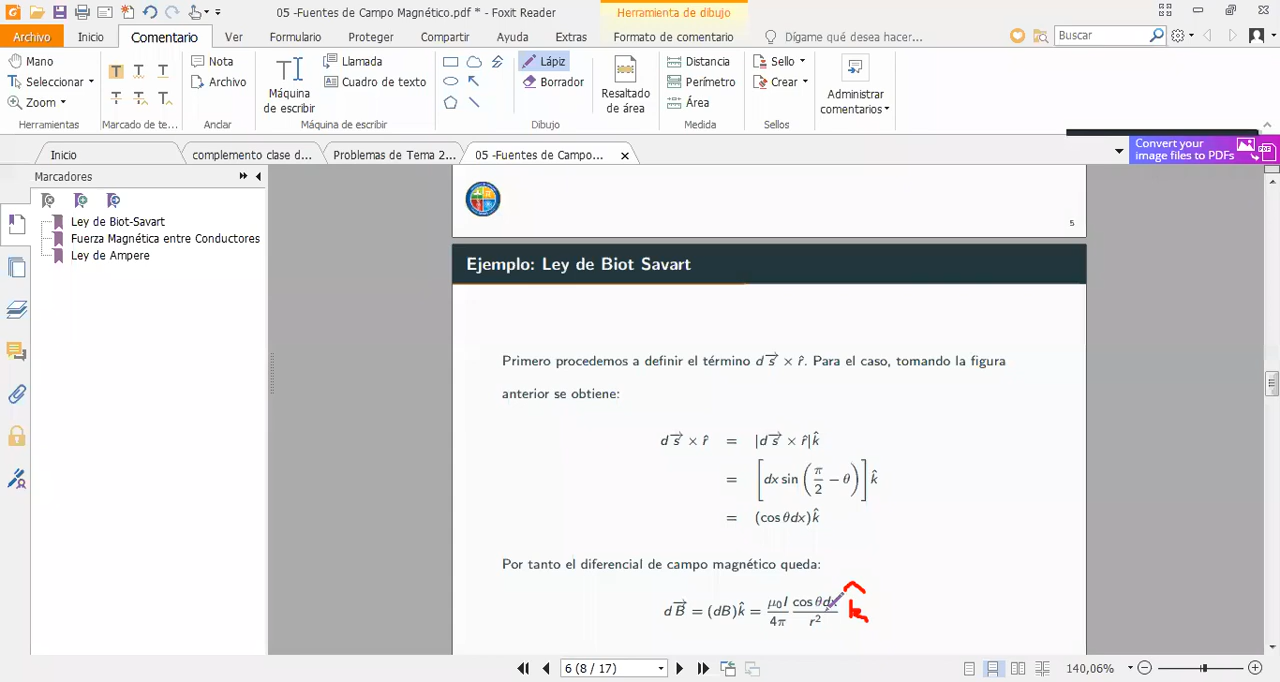 05 -Fuentes de Campo Magnético.pdf * - Foxit Reader
Herramienta de dibujo
Archivo Inicio Comentario Ver Formulario Proteger Compartir Ayuda Extras Formato de comentario Dígame qué desea hacer... Buscar
Mano
Seleccionar
Zoom
Herramientas
T T T
T T T
Marcado de te...
Nota
Archivo
Anclar
Máquina de escribir
Llamada
Cuadro de texto
Máquina de escribir
Lápiz
Borrador
Dibujo
Resaltado de área
Distancia
Perímetro
Área
Medida
Sello
Crear
Sellos
Administrar comentarios
Inicio complemento clase d... Problemas de Tema 2... 05 -Fuentes de Campo...
Convert your
image files to PDFs
PDF
Marcadores
Ley de Biot-Savart
Fuerza Magnética entre Conductores
Ley de Ampere
5
Ejemplo: Ley de Biot Savart
Primero procedemos a definir el término d\vec{s} × r̂. Para el caso, tomando la figura
anterior se obtiene:
d\vec{s} × r̂ = |d\vec{s} × r̂|k̂
= [dx sin (π/2 − θ)] k̂
= (cos θdx)k̂
Por tanto el diferencial de campo magnético queda:
d\vec{B} = (dB)k̂ = μ₀I/4π cos θdx/r² k̂
6 (8 / 17)
140,06%